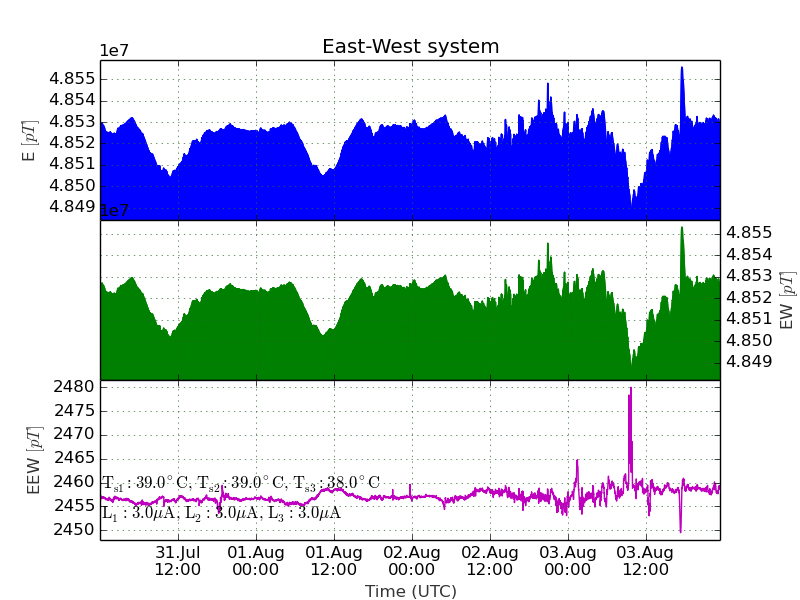 East-West system
1e7
4.855
4.854
4.853
4.852
4.851
4.850
4.849
E [pT]
1e7
4.855
4.854
4.853
4.852
4.851
4.850
4.849
EW [pT]
2480
2475
2470
2465
2460
2455
2450
EEW [pT]
T_s1 : 39.0°C, T_s2 : 39.0°C, T_s3 : 38.0°C
L_1 : 3.0μA, L_2 : 3.0μA, L_3 : 3.0μA
31.Jul 01.Aug 01.Aug 02.Aug 02.Aug 03.Aug 03.Aug
12:00 00:00 12:00 00:00 12:00 00:00 12:00
Time (UTC)